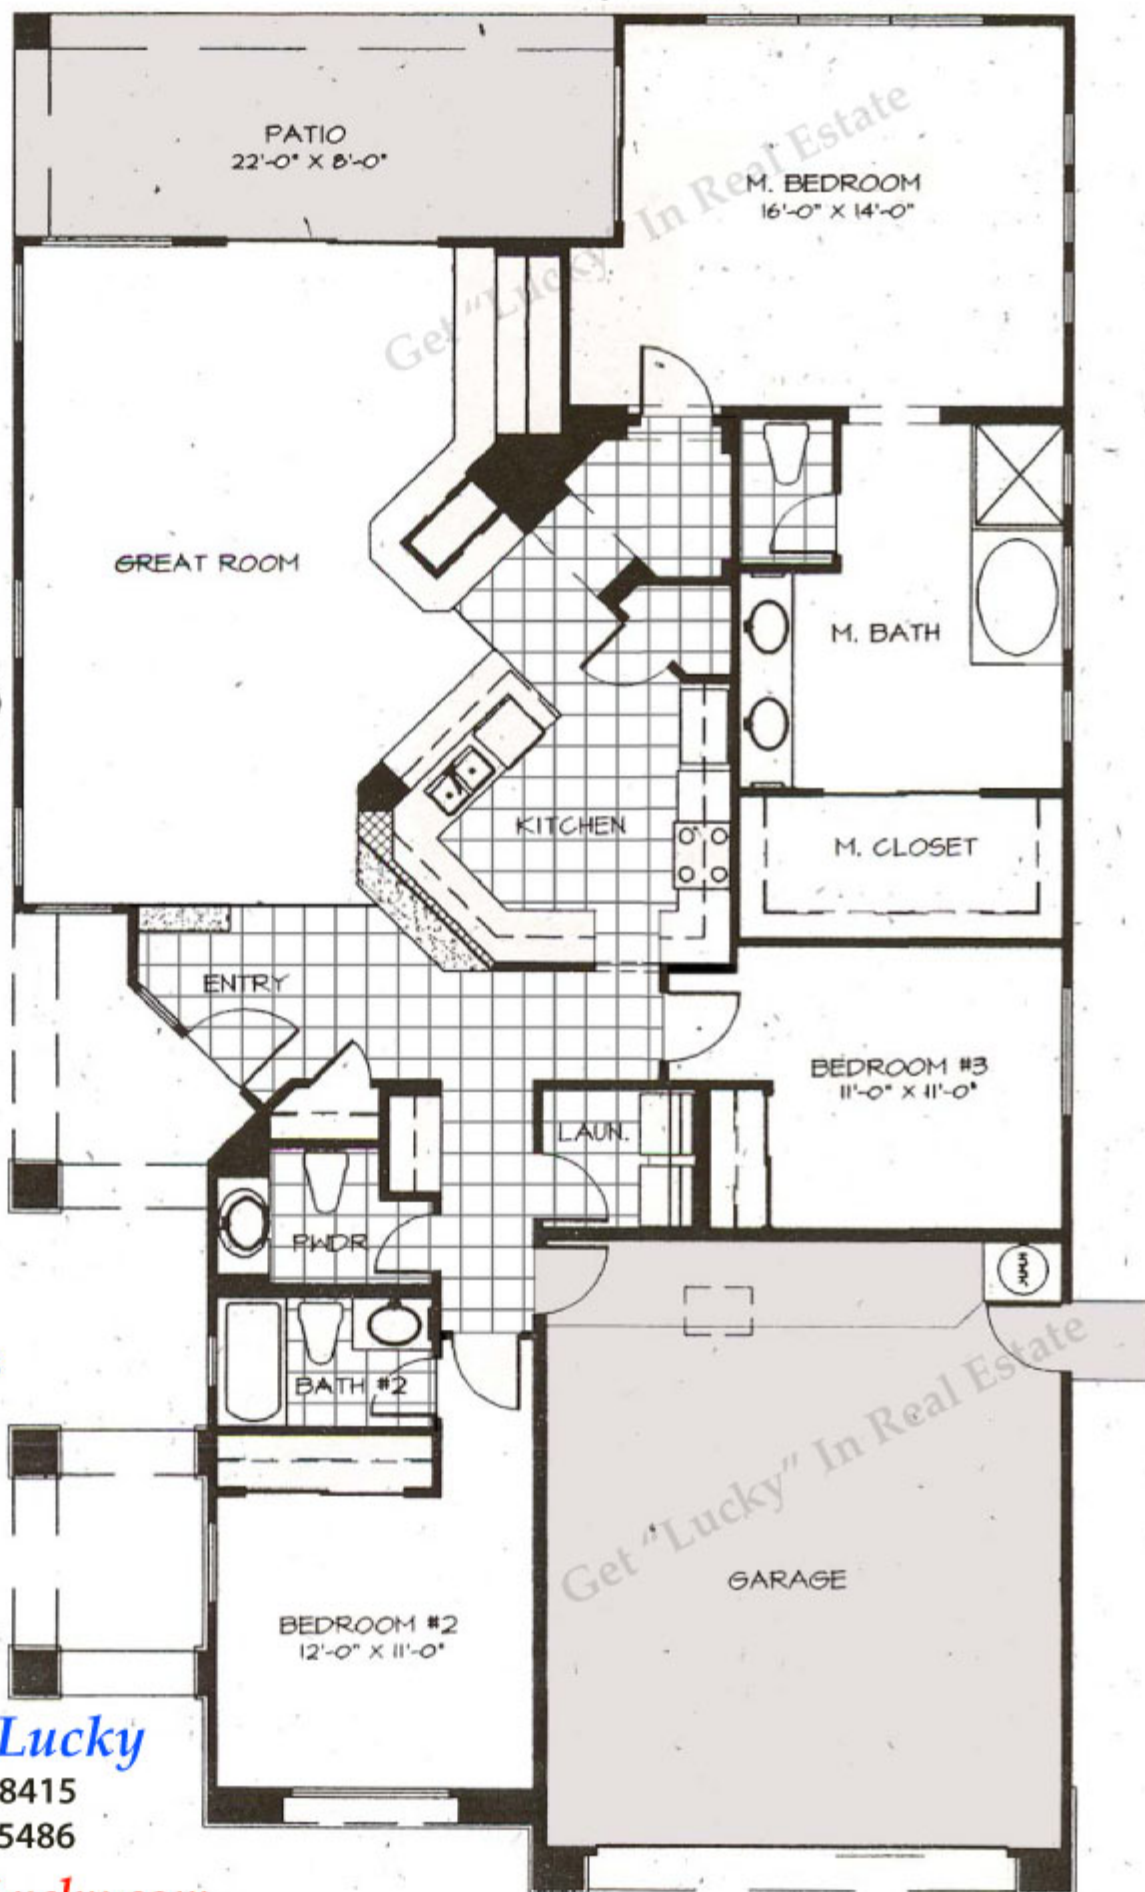 PATIO
22'-0" X 8'-0"
M. BEDROOM
16'-0" X 14'-0"
Get "Lucky" In Real Estate
GREAT ROOM
M. BATH
KITCHEN
M. CLOSET
ENTRY
BEDROOM #3
11'-0" X 11'-0"
LAUN.
PWDR
BATH #2
Get "Lucky" In Real Estate
GARAGE
BEDROOM #2
12'-0" X 11'-0"
Lucky
8415
5486